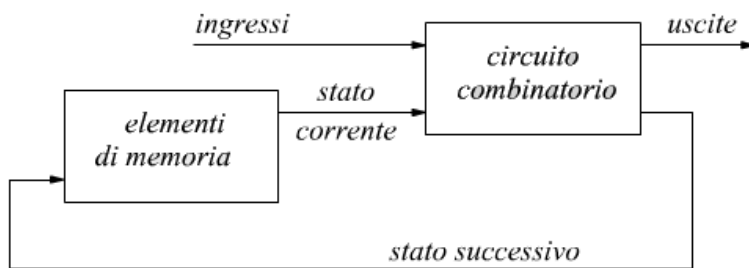 ingressi
circuito
combinatorio
uscite
stato
corrente
elementi
di memoria
stato successivo